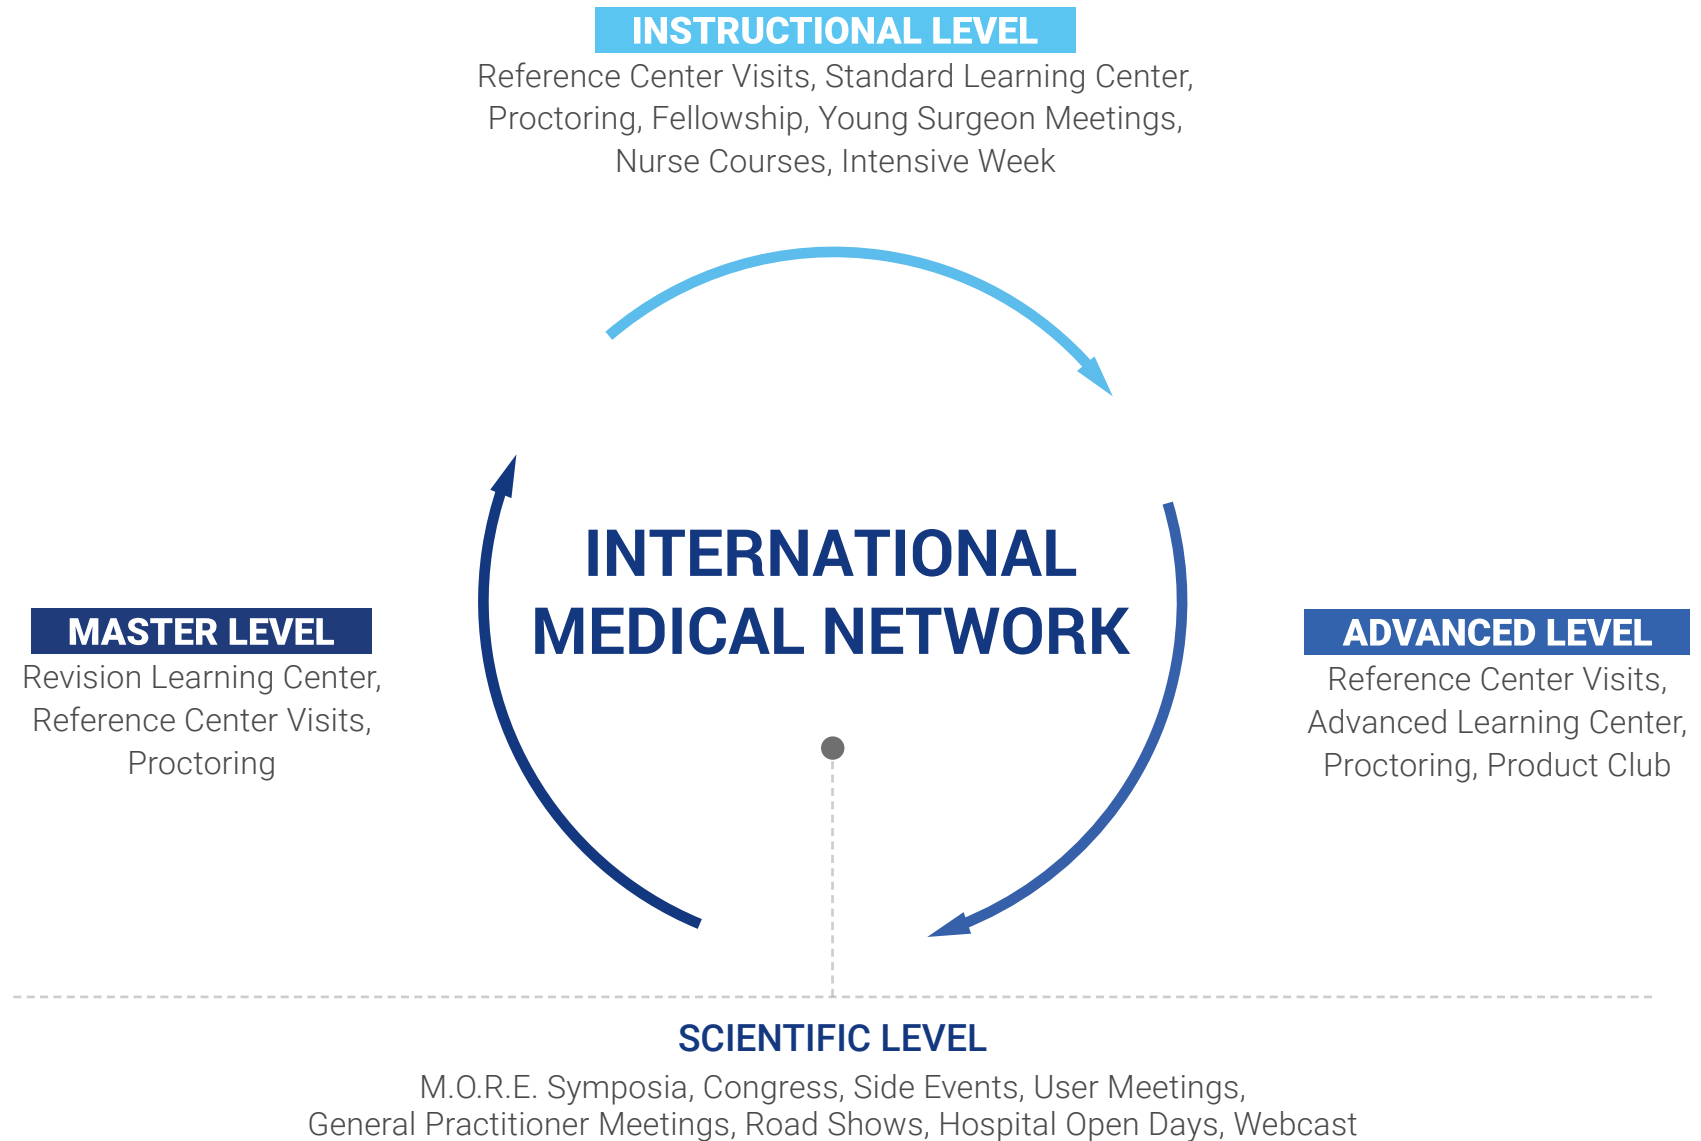 INSTRUCTIONAL LEVEL
Reference Center Visits, Standard Learning Center,
Proctoring, Fellowship, Young Surgeon Meetings,
Nurse Courses, Intensive Week
INTERNATIONAL
MEDICAL NETWORK
MASTER LEVEL
Revision Learning Center,
Reference Center Visits,
Proctoring
ADVANCED LEVEL
Reference Center Visits,
Advanced Learning Center,
Proctoring, Product Club
SCIENTIFIC LEVEL
M.O.R.E. Symposia, Congress, Side Events, User Meetings,
General Practitioner Meetings, Road Shows, Hospital Open Days, Webcast